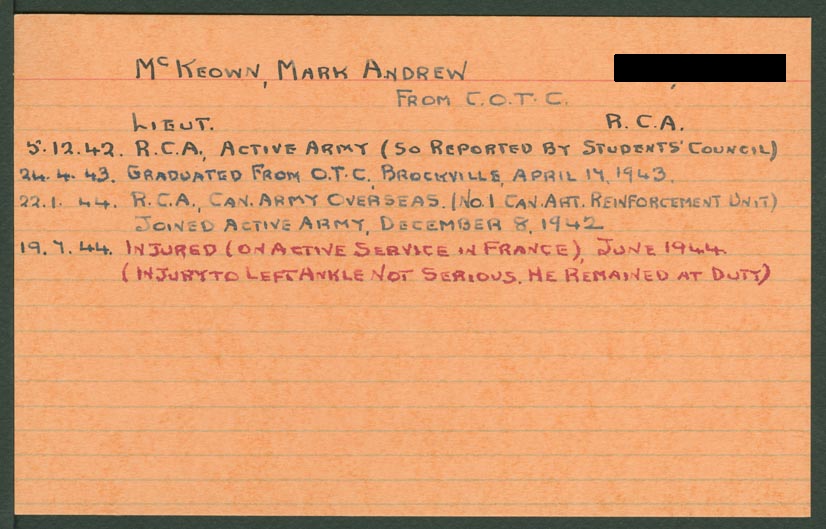 McKEOWN, MARK ANDREW
FROM C.O.T.C.
LIEUT. R.C.A.
5.12.42. R.C.A., ACTIVE ARMY (SO REPORTED BY STUDENTS' COUNCIL)
24.4.43. GRADUATED FROM O.T.C., BROCKVILLE, APRIL 17, 1943.
22.1.44. R.C.A., CAN. ARMY OVERSEAS. (NO. 1 CAN. ART. REINFORCEMENT UNIT)
JOINED ACTIVE ARMY, DECEMBER 8, 1942
19.7.44. INJURED (ON ACTIVE SERVICE IN FRANCE), JUNE 1944.
(INJURY TO LEFT ANKLE NOT SERIOUS. HE REMAINED AT DUTY)